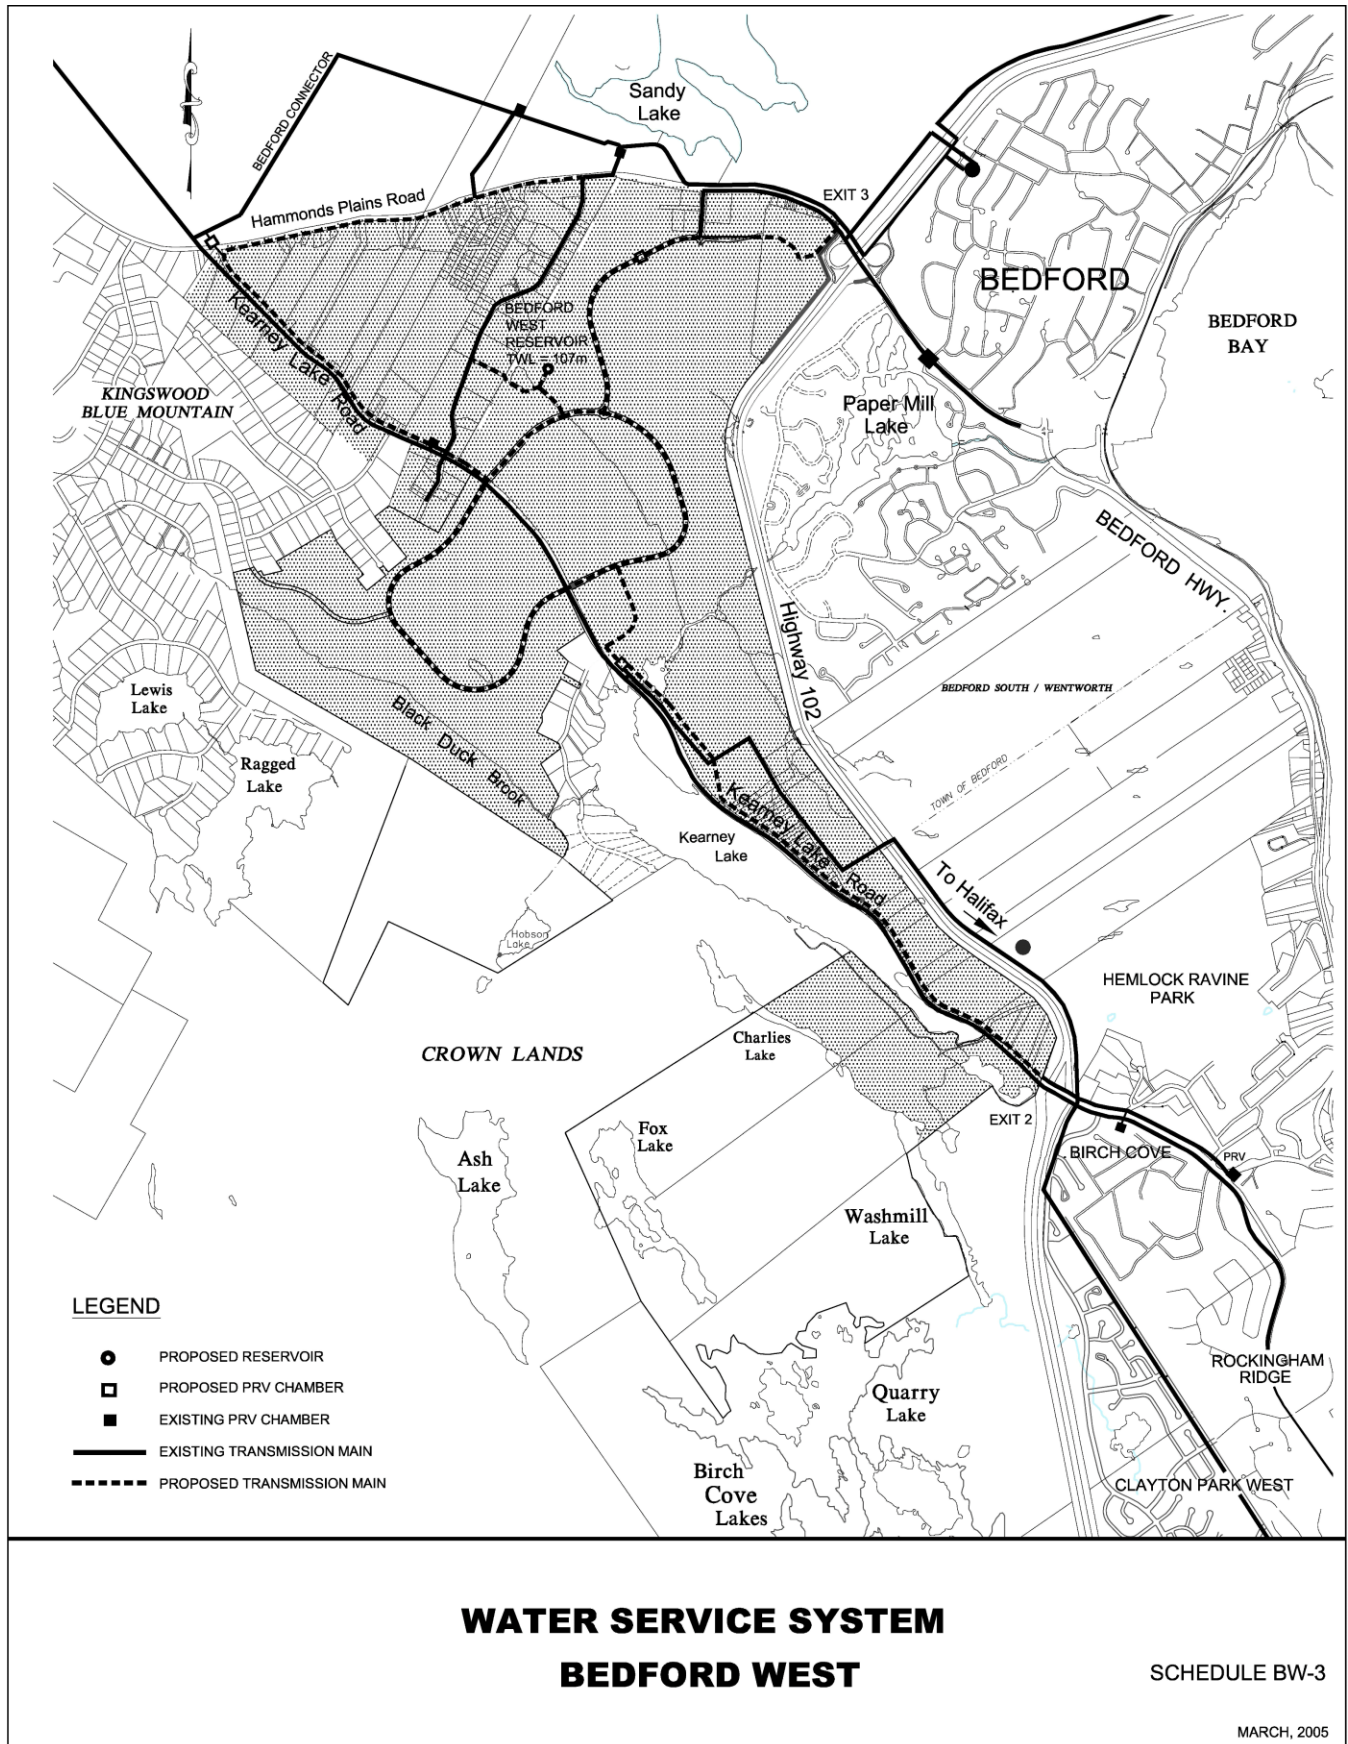 Sandy
Lake
BEDFORD CONNECTOR
Hammonds Plains Road
EXIT 3
BEDFORD
BEDFORD
BAY
Kearney Lake Road
BEDFORD
WEST
RESERVOIR
TWL = 107m
KINGSWOOD
BLUE MOUNTAIN
Paper Mill
Lake
BEDFORD HWY.
Highway 102
BEDFORD SOUTH / WENTWORTH
TOWN OF BEDFORD
Lewis
Lake
Ragged
Lake
Black Duck Brook
Kearney Lake Road
Kearney
Lake
To Halifax
Hobson
Lake
HEMLOCK RAVINE
PARK
CROWN LANDS
Charlies
Lake
EXIT 2
Fox
Lake
Ash
Lake
BIRCH COVE
PRV
Washmill
Lake
ROCKINGHAM
RIDGE
Quarry
Lake
Birch
Cove
Lakes
CLAYTON PARK WEST
LEGEND
PROPOSED RESERVOIR
PROPOSED PRV CHAMBER
EXISTING PRV CHAMBER
EXISTING TRANSMISSION MAIN
PROPOSED TRANSMISSION MAIN
WATER SERVICE SYSTEM
BEDFORD WEST
SCHEDULE BW-3
MARCH, 2005